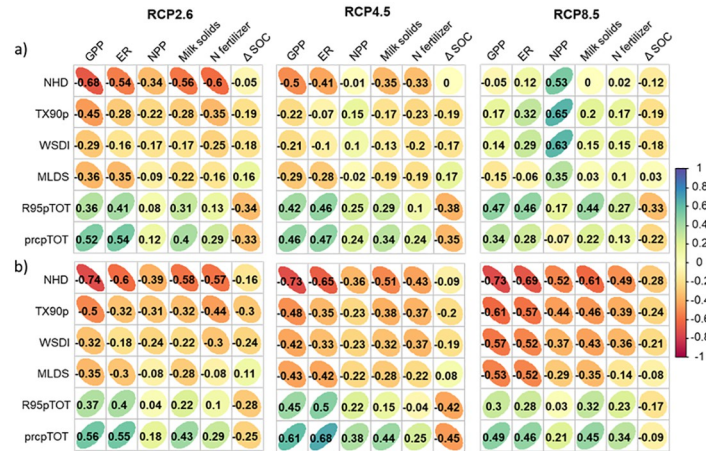 RCP2.6 RCP4.5 RCP8.5
a) GPP ER NPP Milk solids N fertilizer Δ SOC GPP ER NPP Milk solids N fertilizer Δ SOC GPP ER NPP Milk solids N fertilizer Δ SOC
NHD -0.68 -0.54 -0.34 -0.56 -0.6 -0.05 -0.5 -0.41 -0.01 -0.35 -0.33 0 -0.05 0.12 0.53 0 0.02 -0.12
TX90p -0.45 -0.28 -0.22 -0.28 -0.35 -0.19 -0.22 -0.07 0.15 -0.17 -0.23 -0.19 0.17 0.32 0.65 0.2 0.17 -0.19
WSDI -0.29 -0.16 -0.17 -0.17 -0.25 -0.18 -0.21 -0.1 0.1 -0.13 -0.2 -0.17 0.14 0.29 0.63 0.15 0.15 -0.18
MLDS -0.36 -0.35 -0.09 -0.22 -0.16 0.16 -0.29 -0.28 -0.02 -0.19 -0.19 0.17 -0.15 -0.06 0.35 0.03 0.1 0.03
R95pTOT 0.36 0.41 0.08 0.31 0.13 -0.34 0.42 0.46 0.25 0.29 0.1 -0.38 0.47 0.46 0.17 0.44 0.27 -0.33
prcpTOT 0.52 0.54 0.12 0.4 0.29 -0.33 0.46 0.47 0.24 0.34 0.24 -0.35 0.34 0.28 -0.07 0.22 0.13 -0.22
b)
NHD -0.74 -0.6 -0.39 -0.58 -0.57 -0.16 -0.73 -0.65 -0.36 -0.51 -0.43 -0.09 -0.73 -0.69 -0.52 -0.61 -0.49 -0.28
TX90p -0.5 -0.32 -0.31 -0.32 -0.44 -0.3 -0.48 -0.35 -0.25 -0.38 -0.37 -0.2 -0.61 -0.57 -0.44 -0.46 -0.39 -0.24
WSDI -0.32 -0.18 -0.24 -0.22 -0.3 -0.24 -0.42 -0.33 -0.23 -0.32 -0.37 -0.19 -0.57 -0.52 -0.37 -0.43 -0.36 -0.21
MLDS -0.35 -0.3 -0.08 -0.28 -0.08 0.11 -0.43 -0.42 -0.22 -0.28 -0.22 0.08 -0.53 -0.52 -0.29 -0.35 -0.14 -0.08
R95pTOT 0.37 0.4 0.04 0.22 0.1 -0.28 0.45 0.5 0.22 0.15 -0.04 -0.42 0.3 0.28 0.03 0.32 0.23 -0.17
prcpTOT 0.56 0.55 0.18 0.43 0.29 -0.25 0.61 0.68 0.38 0.44 0.25 -0.45 0.49 0.46 0.21 0.45 0.34 -0.09
1
0.8
0.6
0.4
0.2
0
-0.2
-0.4
-0.6
-0.8
-1